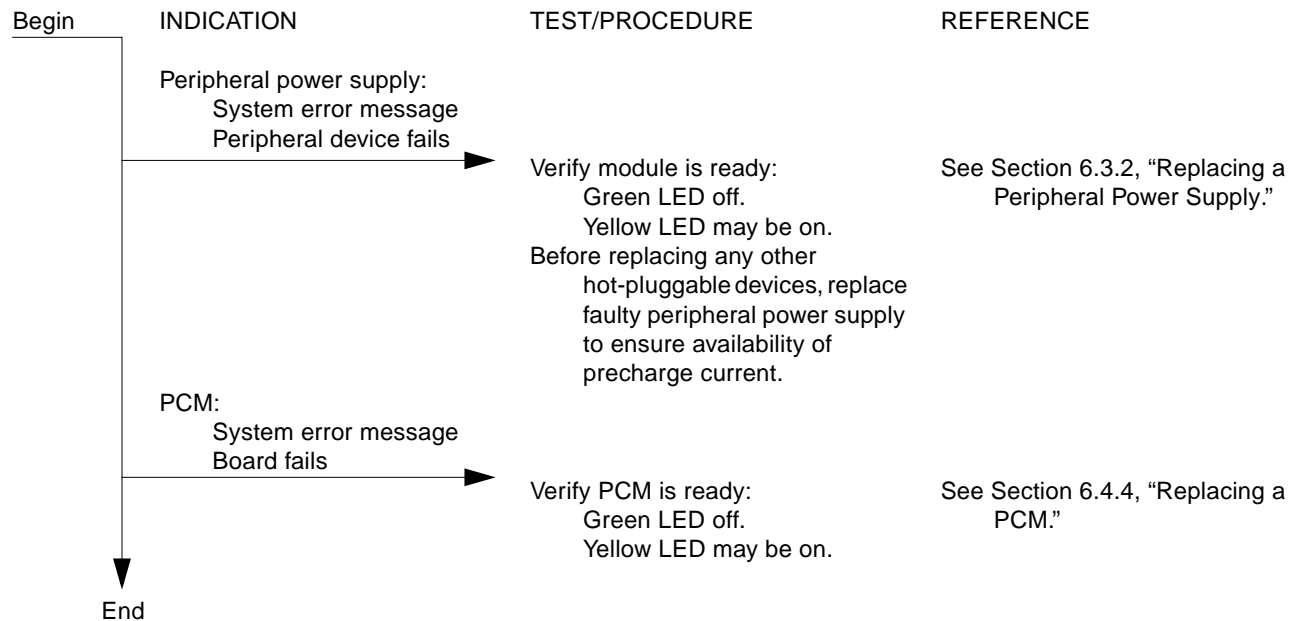 Begin INDICATION TEST/PROCEDURE REFERENCE
Peripheral power supply:
System error message
Peripheral device fails
Verify module is ready:
Green LED off.
Yellow LED may be on.
Before replacing any other
hot-pluggable devices, replace
faulty peripheral power supply
to ensure availability of
precharge current.
See Section 6.3.2, “Replacing a
Peripheral Power Supply.”
PCM:
System error message
Board fails
Verify PCM is ready:
Green LED off.
Yellow LED may be on.
See Section 6.4.4, “Replacing a
PCM.”
End